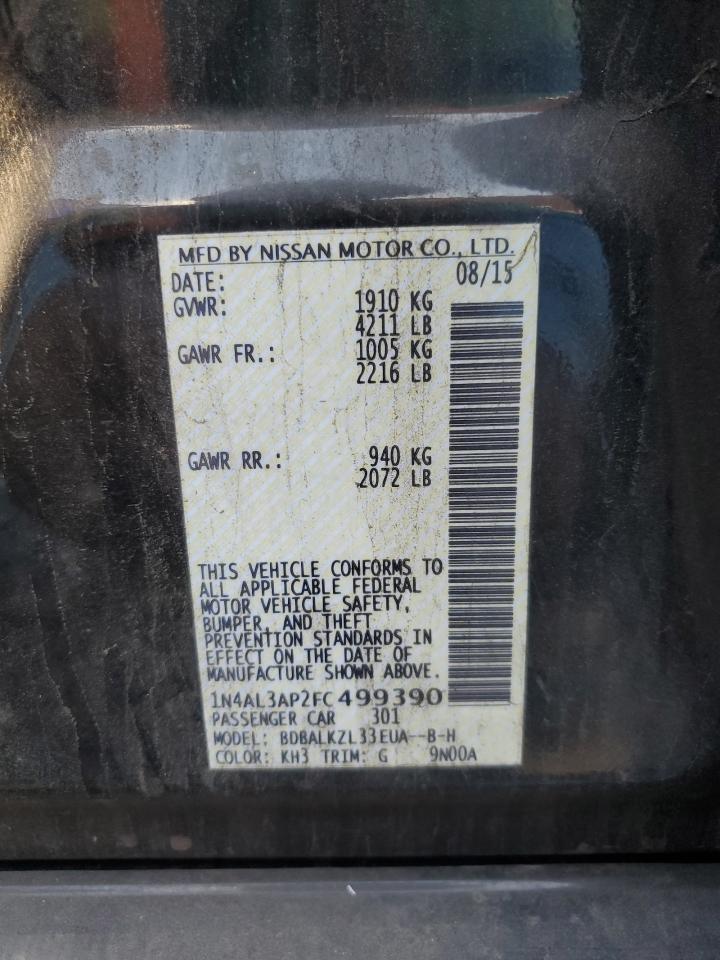 MFD BY NISSAN MOTOR CO., LTD.
DATE: 08/15
GVWR: 1910 KG
4211 LB
GAWR FR.: 1005 KG
2216 LB
GAWR RR.: 940 KG
2072 LB
THIS VEHICLE CONFORMS TO
ALL APPLICABLE FEDERAL
MOTOR VEHICLE SAFETY,
BUMPER, AND THEFT
PREVENTION STANDARDS IN
EFFECT ON THE DATE OF
MANUFACTURE SHOWN ABOVE.
1N4AL3AP2FC499390
PASSENGER CAR 301
MODEL: BDBALKZL33EUA--B-H
COLOR: KH3 TRIM: G 9N00A